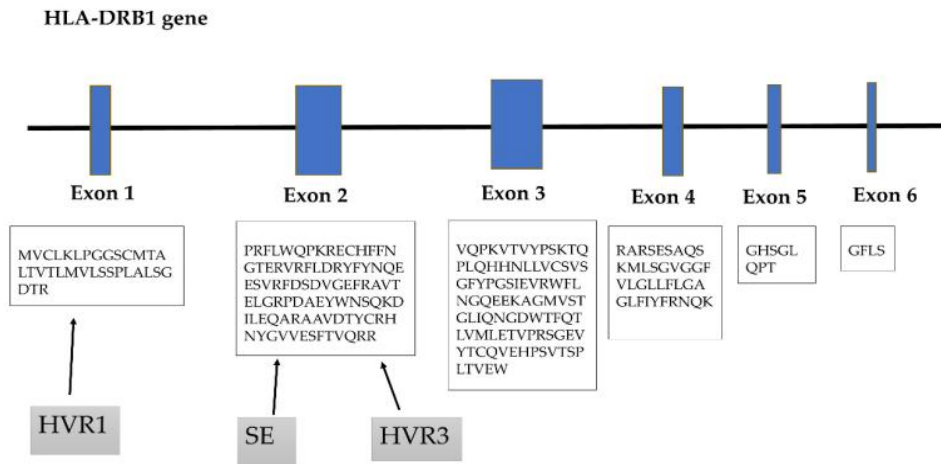 HLA-DRB1 gene
Exon 1
Exon 2
Exon 3
Exon 4
Exon 5
Exon 6
MVCLKLPGGSCMTA
LTVTLMVLSSPLALSG
DTR
PRFLWQPKRECHFFN
GTERVRFLDRYFYNQE
ESVRFDSDVGEFRAVT
ELGRPDAEYWNSQKD
ILEQARAAVDTYCRH
NYGVVESFTVQRR
VQPKVTVYPSKTQ
PLQHHNLLVCSVS
GFYPGSIEVRWFL
NGQEEKAGMVST
GLIQNGDWTFQT
LVMLETVPRSGEV
YTCQVEHPSVTSP
LTVEW
RARSESAQS
KMLSGVGGF
VLGLLFLGA
GLFIYFRNQK
GHSGL
QPT
GFLS
HVR1
SE
HVR3